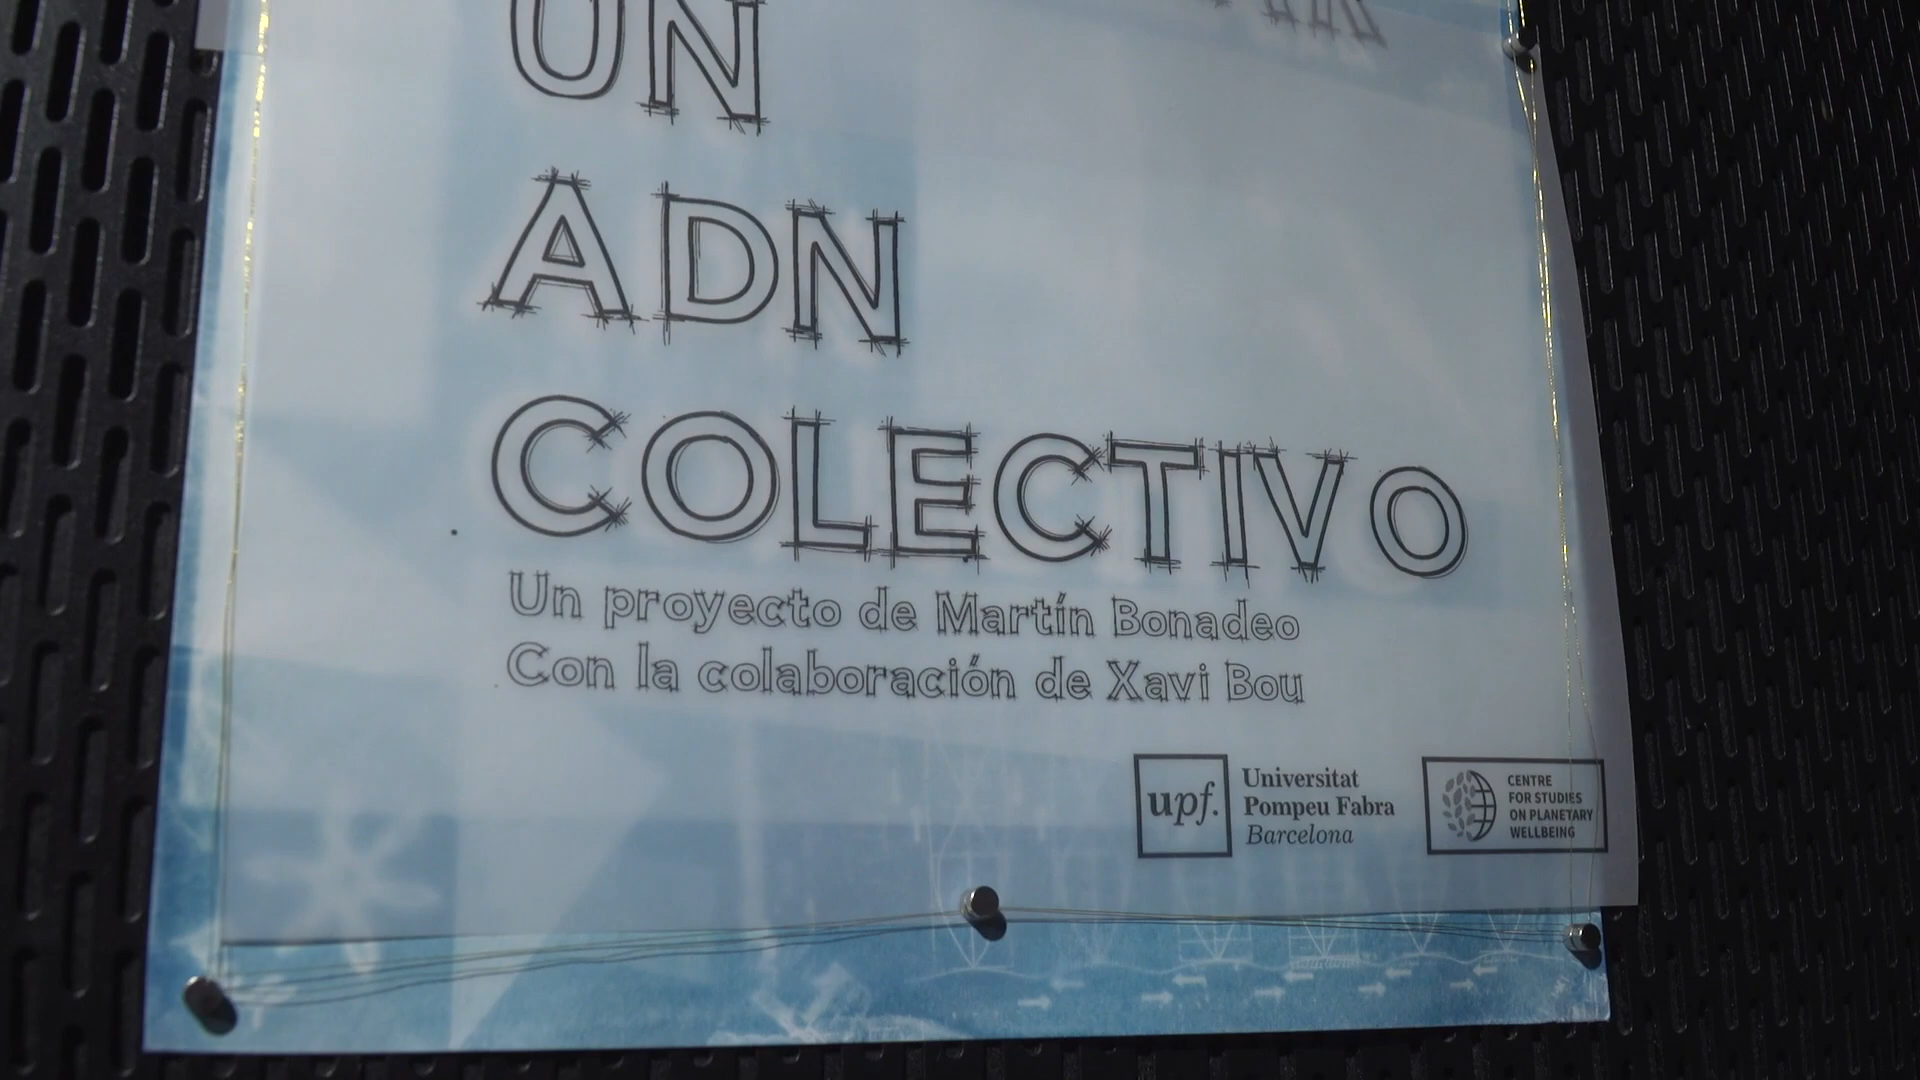 UN
ADN
COLECTIVO
Un proyecto de Martín Bonadeo
Con la colaboración de Xavi Bou
upf.
Universitat
Pompeu Fabra
Barcelona
CENTRE
FOR STUDIES
ON PLANETARY
WELLBEING